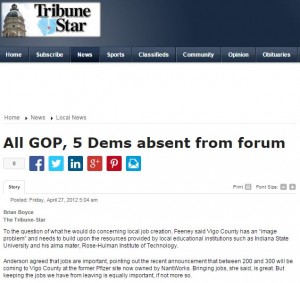 Tribune
Star
Home Subscribe News Sports Classifieds Community Opinion Obituaries
Home News Local News
All GOP, 5 Dems absent from forum
Story
Print
Posted: Friday, April 27, 2012 5:04 am
Brian Boyce
The Tribune-Star
To the question of what he would do concerning local job creation, Feeney said Vigo County has an "image
problem" and needs to build upon the resources provided by local educational institutions such as Indiana State
University and his alma mater, Rose-Hulman Institute of Technology.
Anderson agreed that jobs are important, pointing out the recent announcement that between 200 and 300 will be
coming to Vigo County at the former Pfizer site now owned by NantWorks. Bringing jobs, she said, is great. But
keeping the jobs we have from leaving is equally important, if not more so.